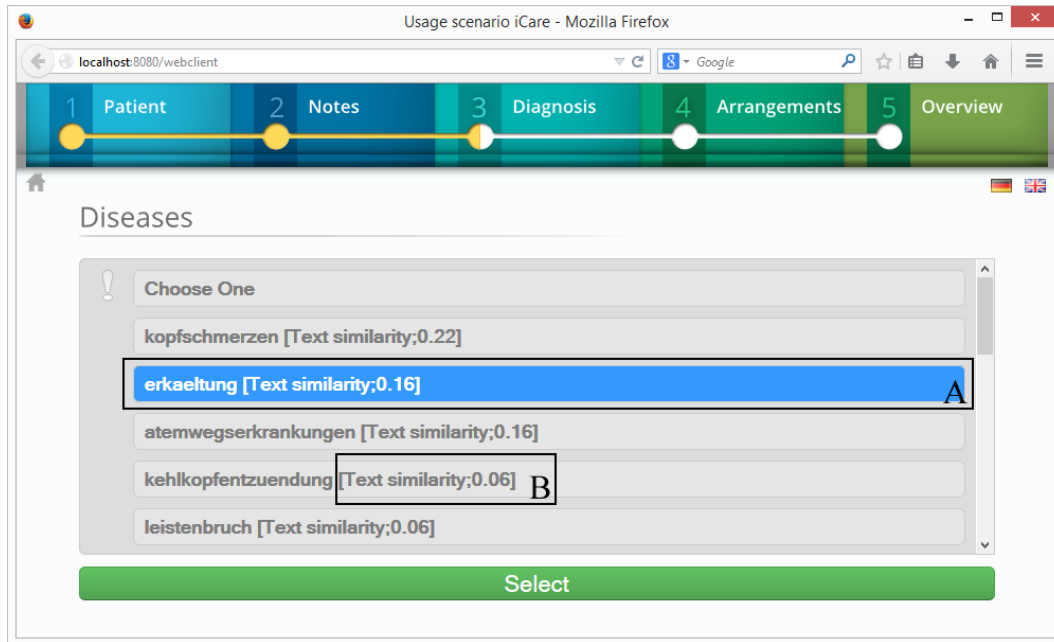 Usage scenario iCare - Mozilla Firefox
localhost:8080/webclient
8 Google
1 Patient 2 Notes 3 Diagnosis 4 Arrangements 5 Overview
Diseases
Choose One
kopfschmerzen [Text similarity;0.22]
erkaeltung [Text similarity;0.16] A
atemwegserkrankungen [Text similarity;0.16]
kehlkopfentzuendung [Text similarity;0.06] B
leistenbruch [Text similarity;0.06]
Select